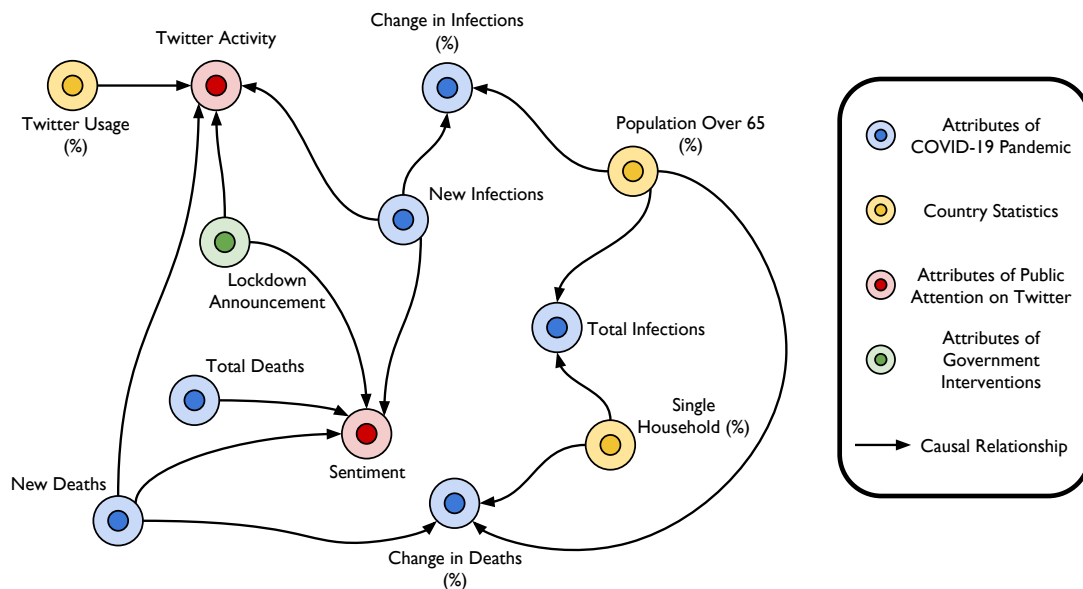 Twitter Activity
Change in Infections
(%)
Twitter Usage
(%)
Population Over 65
(%)
New Infections
Lockdown
Announcement
Total Infections
Total Deaths
Single
Household (%)
Sentiment
New Deaths
Change in Deaths
(%)
Attributes of
COVID-19 Pandemic
Country Statistics
Attributes of Public
Attention on Twitter
Attributes of
Government
Interventions
Causal Relationship